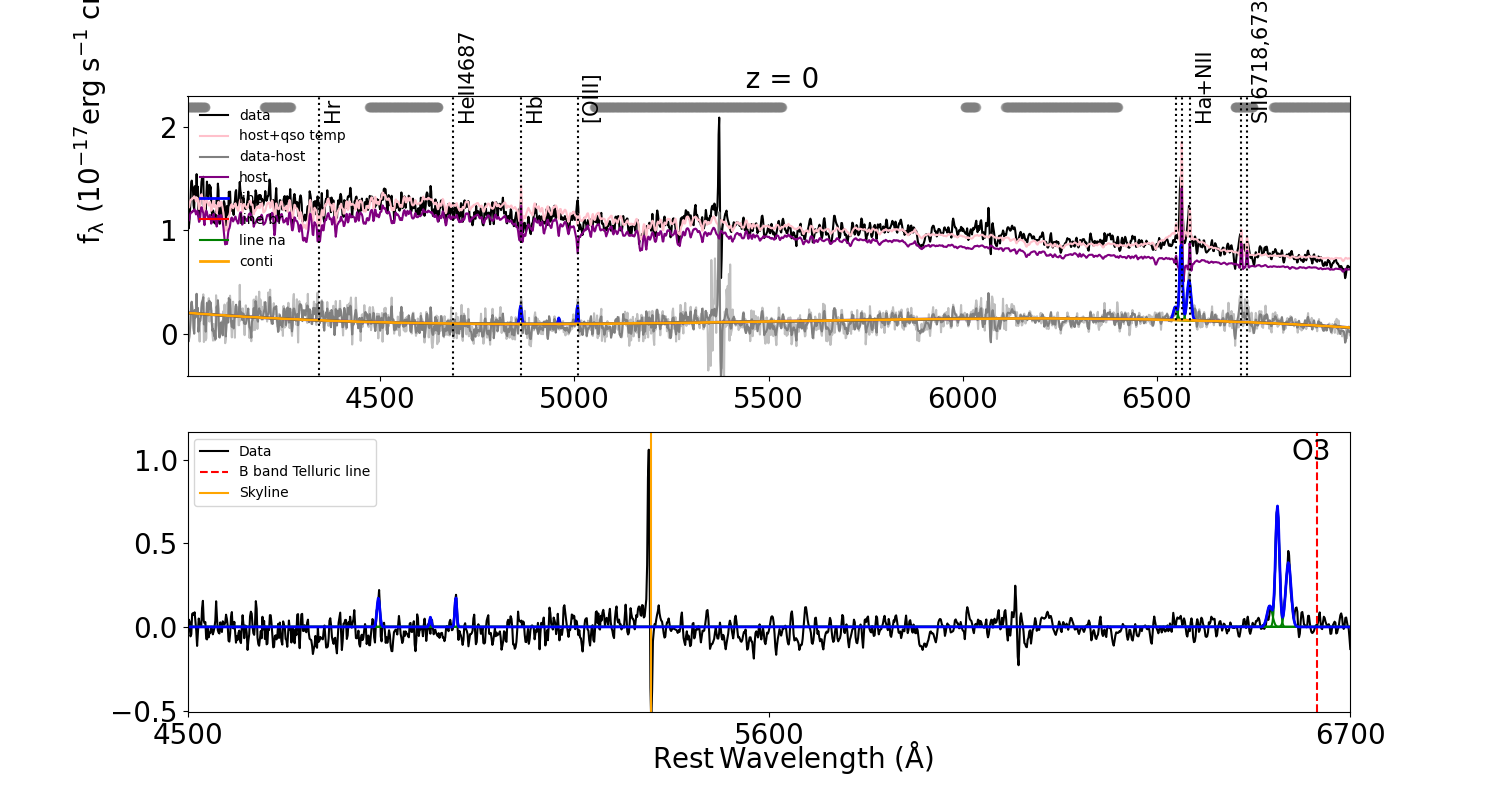 z = 0
fλ (10−17erg s−1
Hr
HeII4687
Hb
[OIII]
Ha+NII
SII6718,673
data
host+qso temp
data-host
host
line na
conti
2
1
0
4500
5000
5500
6000
6500
Data
B band Telluric line
Skyline
O3
1.0
0.5
0.0
−0.5
4500
5600
6700
Rest Wavelength (Å)